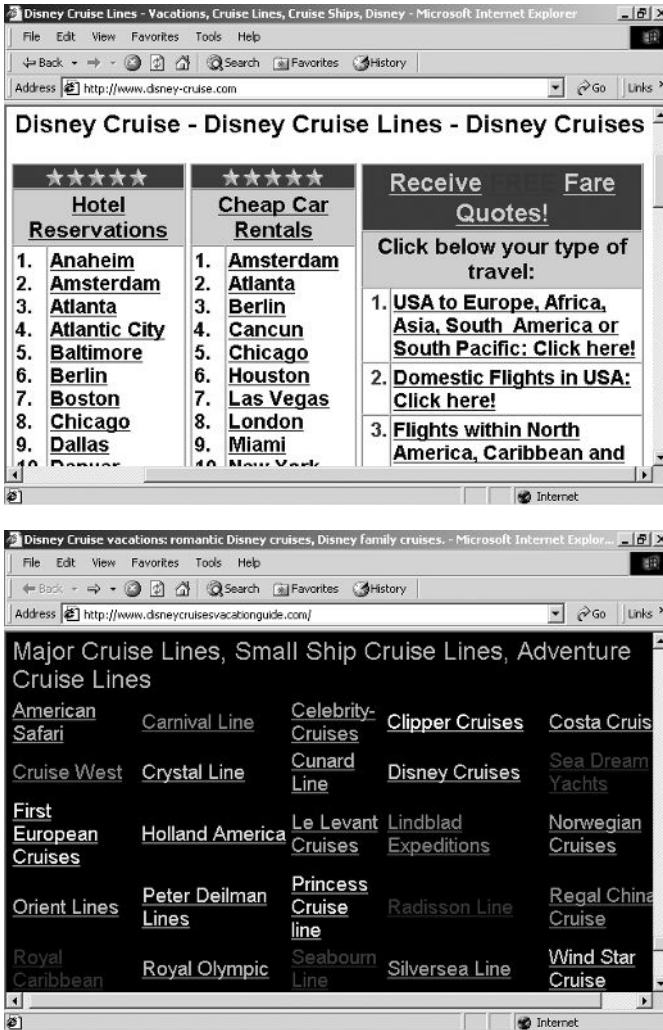 Disney Cruise Lines - Vacations, Cruise Lines, Cruise Ships, Disney - Microsoft Internet Explorer
File Edit View Favorites Tools Help
Back Search Favorites History
Address http://www.disney-cruise.com Go Links
Disney Cruise - Disney Cruise Lines - Disney Cruises
Hotel
Reservations
1. Anaheim
2. Amsterdam
3. Atlanta
4. Atlantic City
5. Baltimore
6. Berlin
7. Boston
8. Chicago
9. Dallas
10 Denver
Cheap Car
Rentals
1. Amsterdam
2. Atlanta
3. Berlin
4. Cancun
5. Chicago
6. Houston
7. Las Vegas
8. London
9. Miami
10 New York
Receive FREE Fare
Quotes!
Click below your type of
travel:
1. USA to Europe, Africa,
Asia, South America or
South Pacific: Click here!
2. Domestic Flights in USA:
Click here!
3. Flights within North
America, Caribbean and
Internet
Disney Cruise vacations: romantic Disney cruises, Disney family cruises. - Microsoft Internet Explor...
File Edit View Favorites Tools Help
Back Search Favorites History
Address http://www.disneycruisesvacationguide.com/ Go Links
Major Cruise Lines, Small Ship Cruise Lines, Adventure
Cruise Lines
American
Safari
Carnival Line
Celebrity-
Cruises
Clipper Cruises
Costa Cruis
Cruise West
Crystal Line
Cunard
Line
Disney Cruises
Sea Dream
Yachts
First
European
Cruises
Holland America
Le Levant
Cruises
Lindblad
Expeditions
Norwegian
Cruises
Orient Lines
Peter Deilman
Lines
Princess
Cruise
line
Radisson Line
Regal China
Cruise
Royal
Caribbean
Royal Olympic
Seabourn
Line
Silversea Line
Wind Star
Cruise
Internet